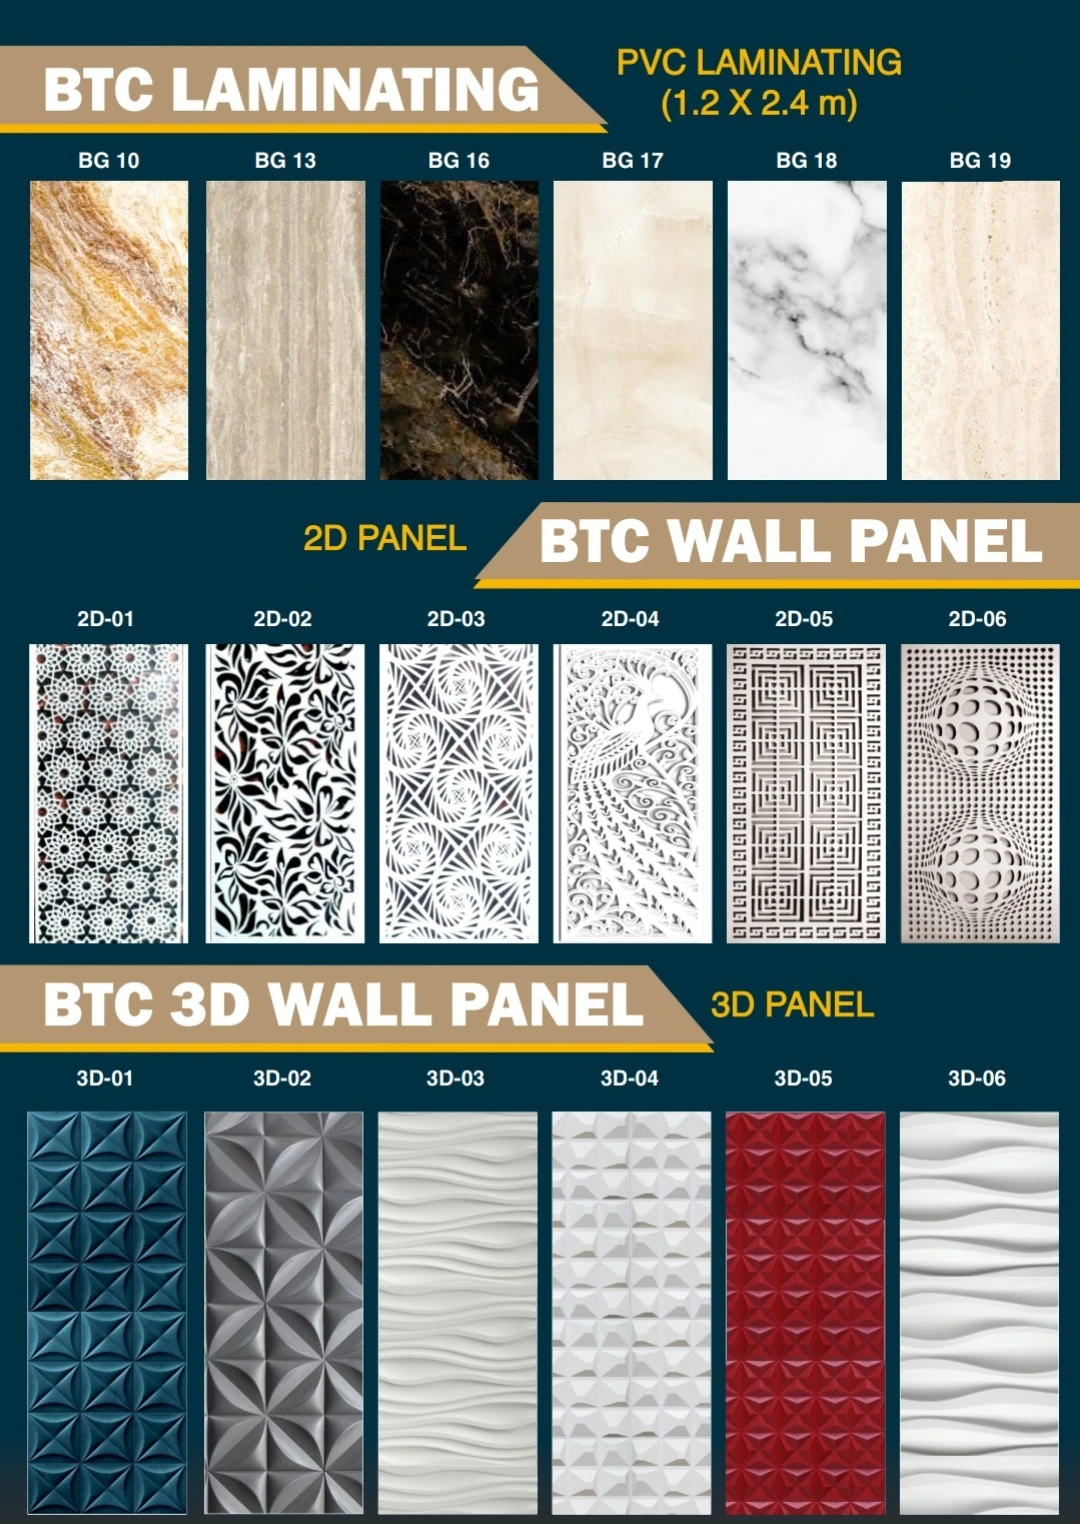 BTC LAMINATING
PVC LAMINATING
(1.2 X 2.4 m)
BG 10
BG 13
BG 16
BG 17
BG 18
BG 19
2D PANEL
BTC WALL PANEL
2D-01
2D-02
2D-03
2D-04
2D-05
2D-06
BTC 3D WALL PANEL
3D PANEL
3D-01
3D-02
3D-03
3D-04
3D-05
3D-06